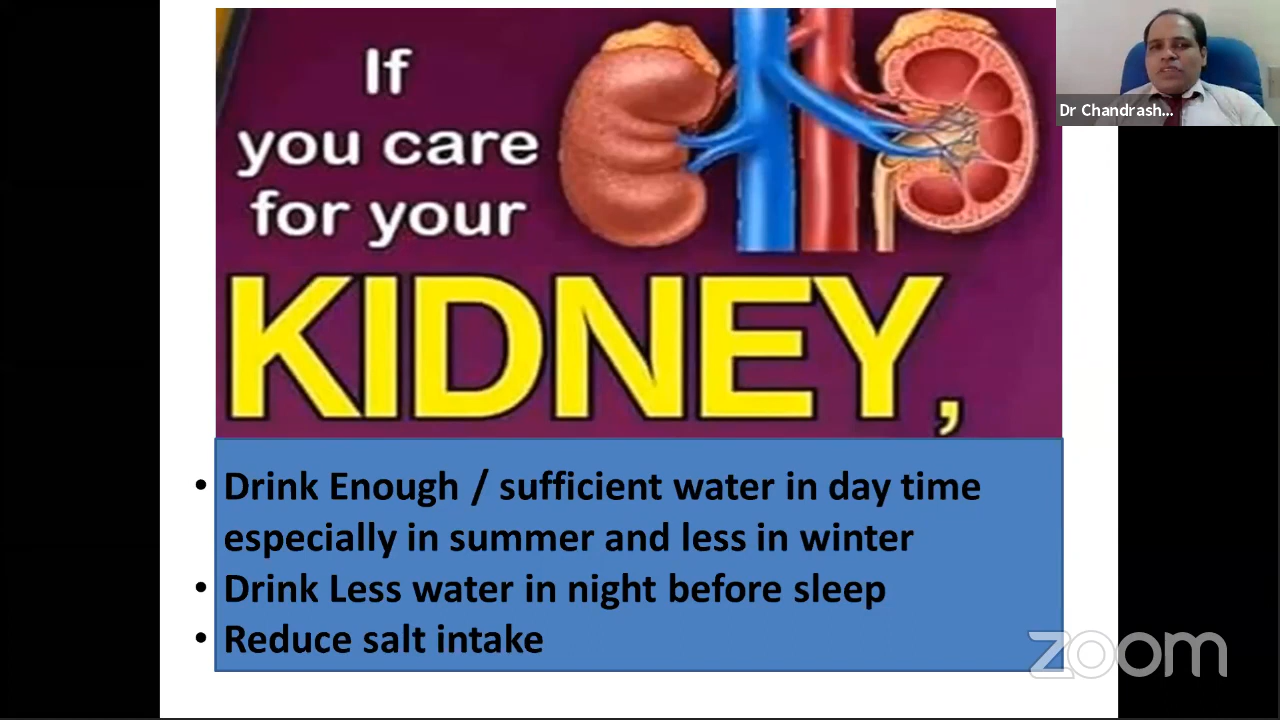 If
you care
for your
KIDNEY,
• Drink Enough / sufficient water in day time
especially in summer and less in winter
• Drink Less water in night before sleep
• Reduce salt intake
Dr Chandrash...
zoom